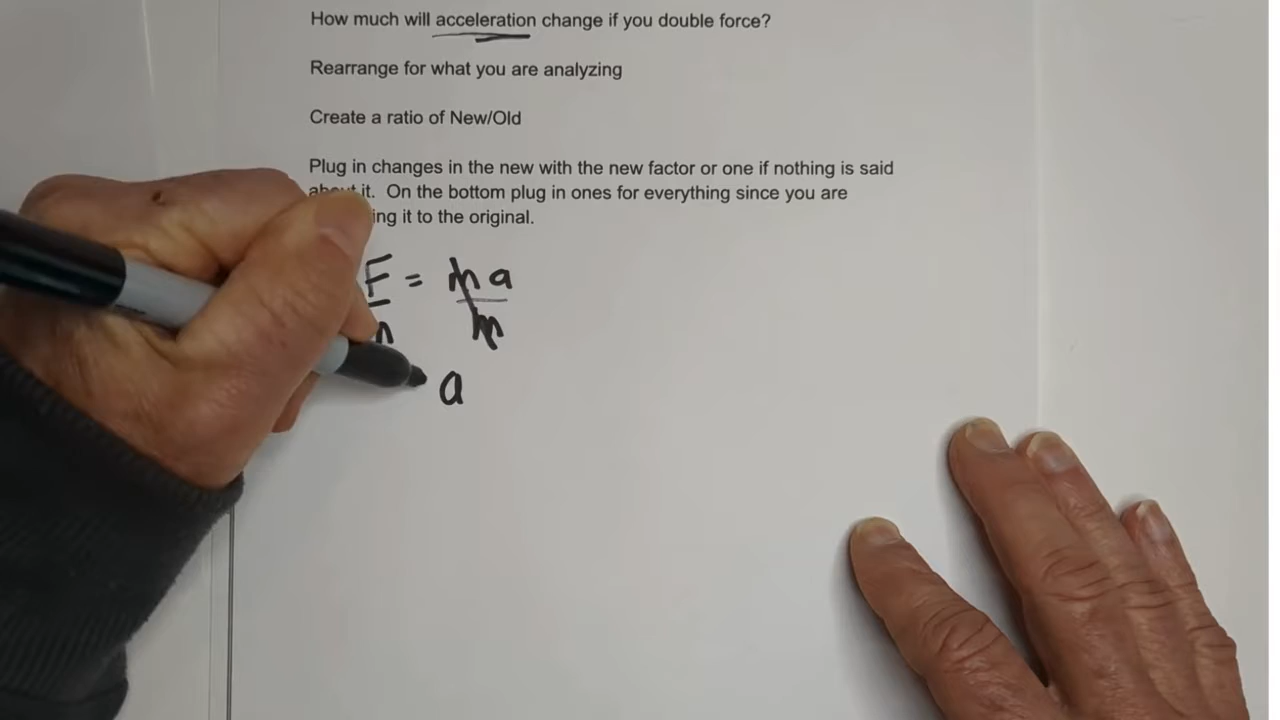 How much will acceleration change if you double force?
Rearrange for what you are analyzing
Create a ratio of New/Old
Plug in changes in the new with the new factor or one if nothing is said
it. On the bottom plug in ones for everything since you are
it to the original.
F = ma
m
a